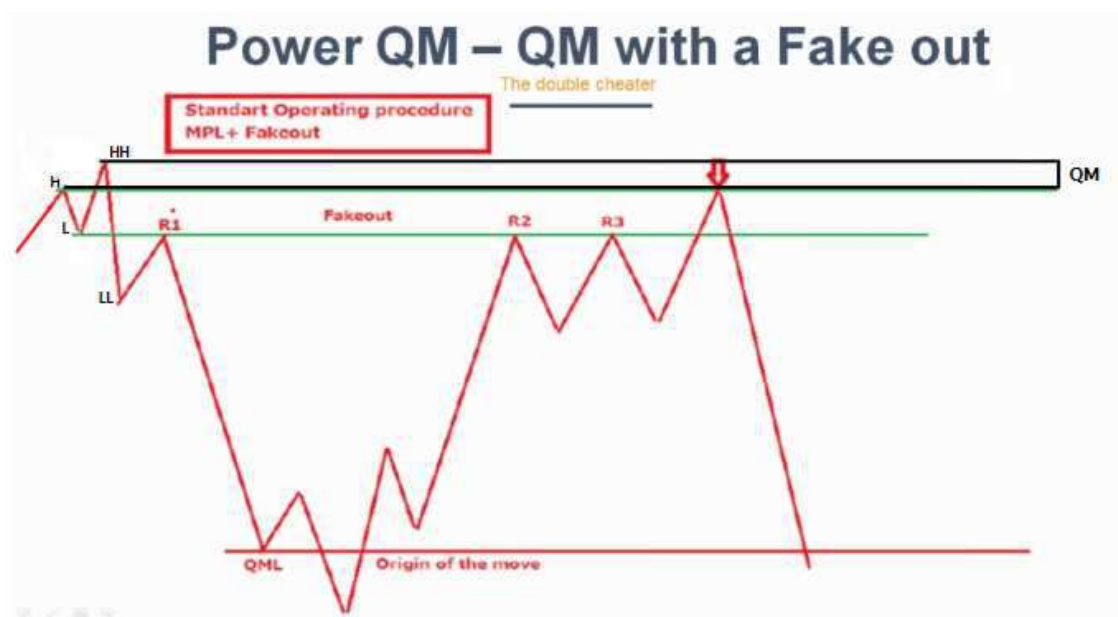 Power QM – QM with a Fake out
The double cheater
Standart Operating procedure
MPL+ Fakeout
HH
QM
H
R1
Fakeout
R2
R3
L
LL
QML
Origin of the move